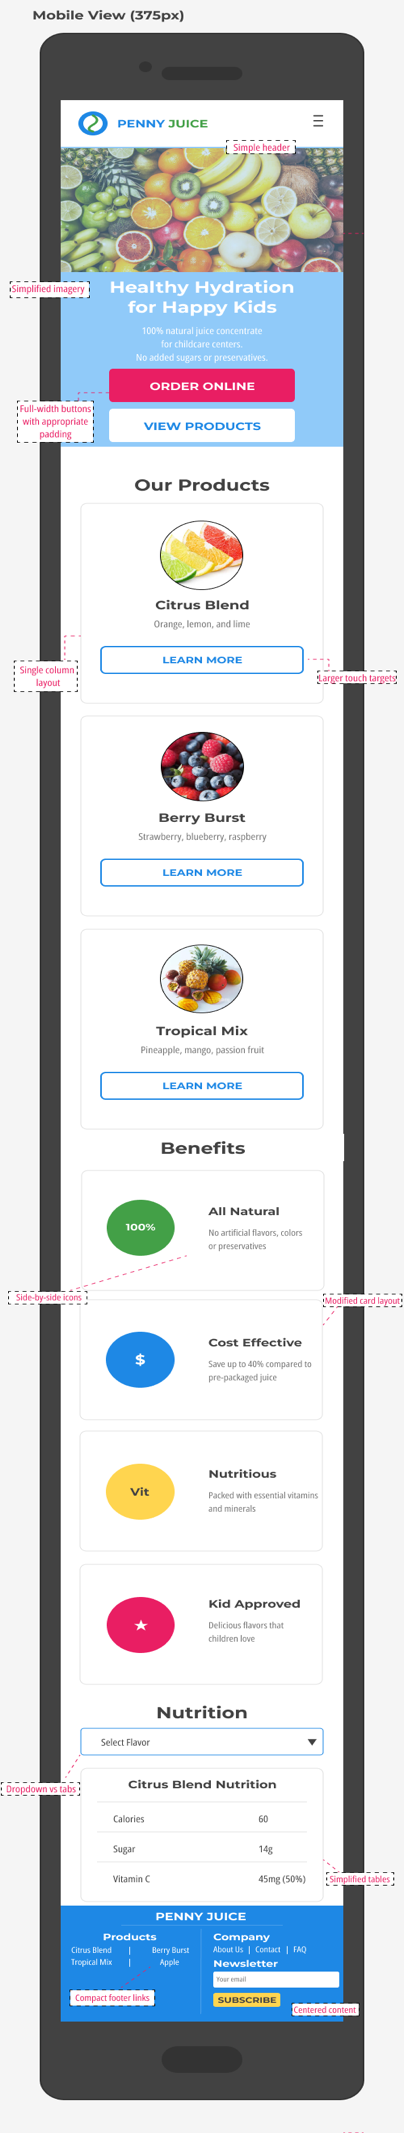 Mobile View (375px)
PENNY JUICE
Simple header
Simplified imagery
Healthy Hydration
for Happy Kids
100% natural juice concentrate
for childcare centers.
No added sugars or preservatives.
ORDER ONLINE
Full-width buttons
with appropriate
padding
VIEW PRODUCTS
Our Products
Citrus Blend
Orange, lemon, and lime
LEARN MORE
Single column
layout
Larger touch targets
Berry Burst
Strawberry, blueberry, raspberry
LEARN MORE
Tropical Mix
Pineapple, mango, passion fruit
LEARN MORE
Benefits
100%
All Natural
No artificial flavors, colors
or preservatives
Side-by-side icons
Modified card layout
$
Cost Effective
Save up to 40% compared to
pre-packaged juice
Vit
Nutritious
Packed with essential vitamins
and minerals
Kid Approved
Delicious flavors that
children love
Nutrition
Select Flavor
Dropdown vs tabs
Citrus Blend Nutrition
Calories 60
Sugar 14g
Vitamin C 45mg (50%)
Simplified tables
PENNY JUICE
Products
Citrus Blend | Berry Burst
Tropical Mix | Apple
Company
About Us | Contact | FAQ
Newsletter
Your email
SUBSCRIBE
Compact footer links
Centered content